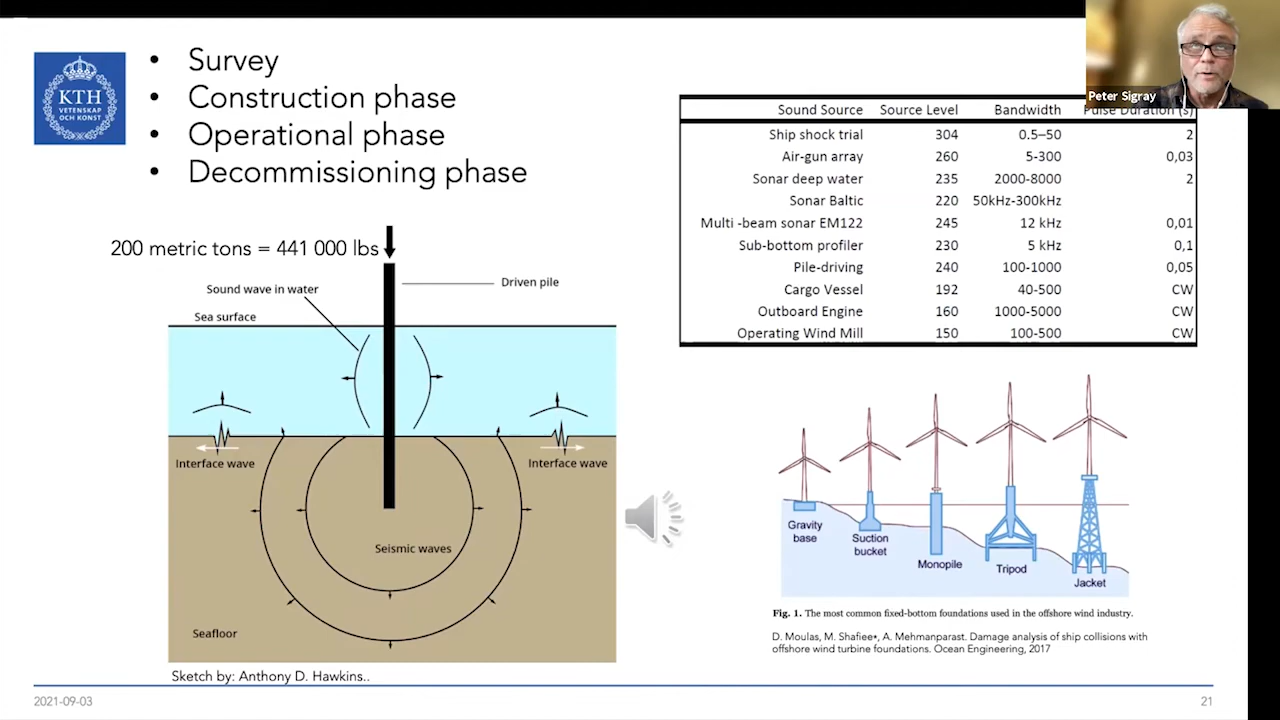 KTH
VETENSKAP
OCH KONST
• Survey
• Construction phase
• Operational phase
• Decommissioning phase
Peter Sigray
Sound Source Source Level Bandwidth Pulse Duration (s)
Ship shock trial 304 0.5–50 2
Air-gun array 260 5-300 0,03
Sonar deep water 235 2000-8000 2
Sonar Baltic 220 50kHz-300kHz
Multi -beam sonar EM122 245 12 kHz 0,01
Sub-bottom profiler 230 5 kHz 0,1
Pile-driving 240 100-1000 0,05
Cargo Vessel 192 40-500 CW
Outboard Engine 160 1000-5000 CW
Operating Wind Mill 150 100-500 CW
200 metric tons = 441 000 lbs
Driven pile
Sound wave in water
Sea surface
Interface wave
Interface wave
Seismic waves
Seafloor
Sketch by: Anthony D. Hawkins..
Gravity
base
Suction
bucket
Monopile
Tripod
Jacket
Fig. 1. The most common fixed-bottom foundations used in the offshore wind industry.
D. Moulas, M. Shafiee*, A. Mehmanparast. Damage analysis of ship collisions with
offshore wind turbine foundations. Ocean Engineering, 2017
2021-09-03
21